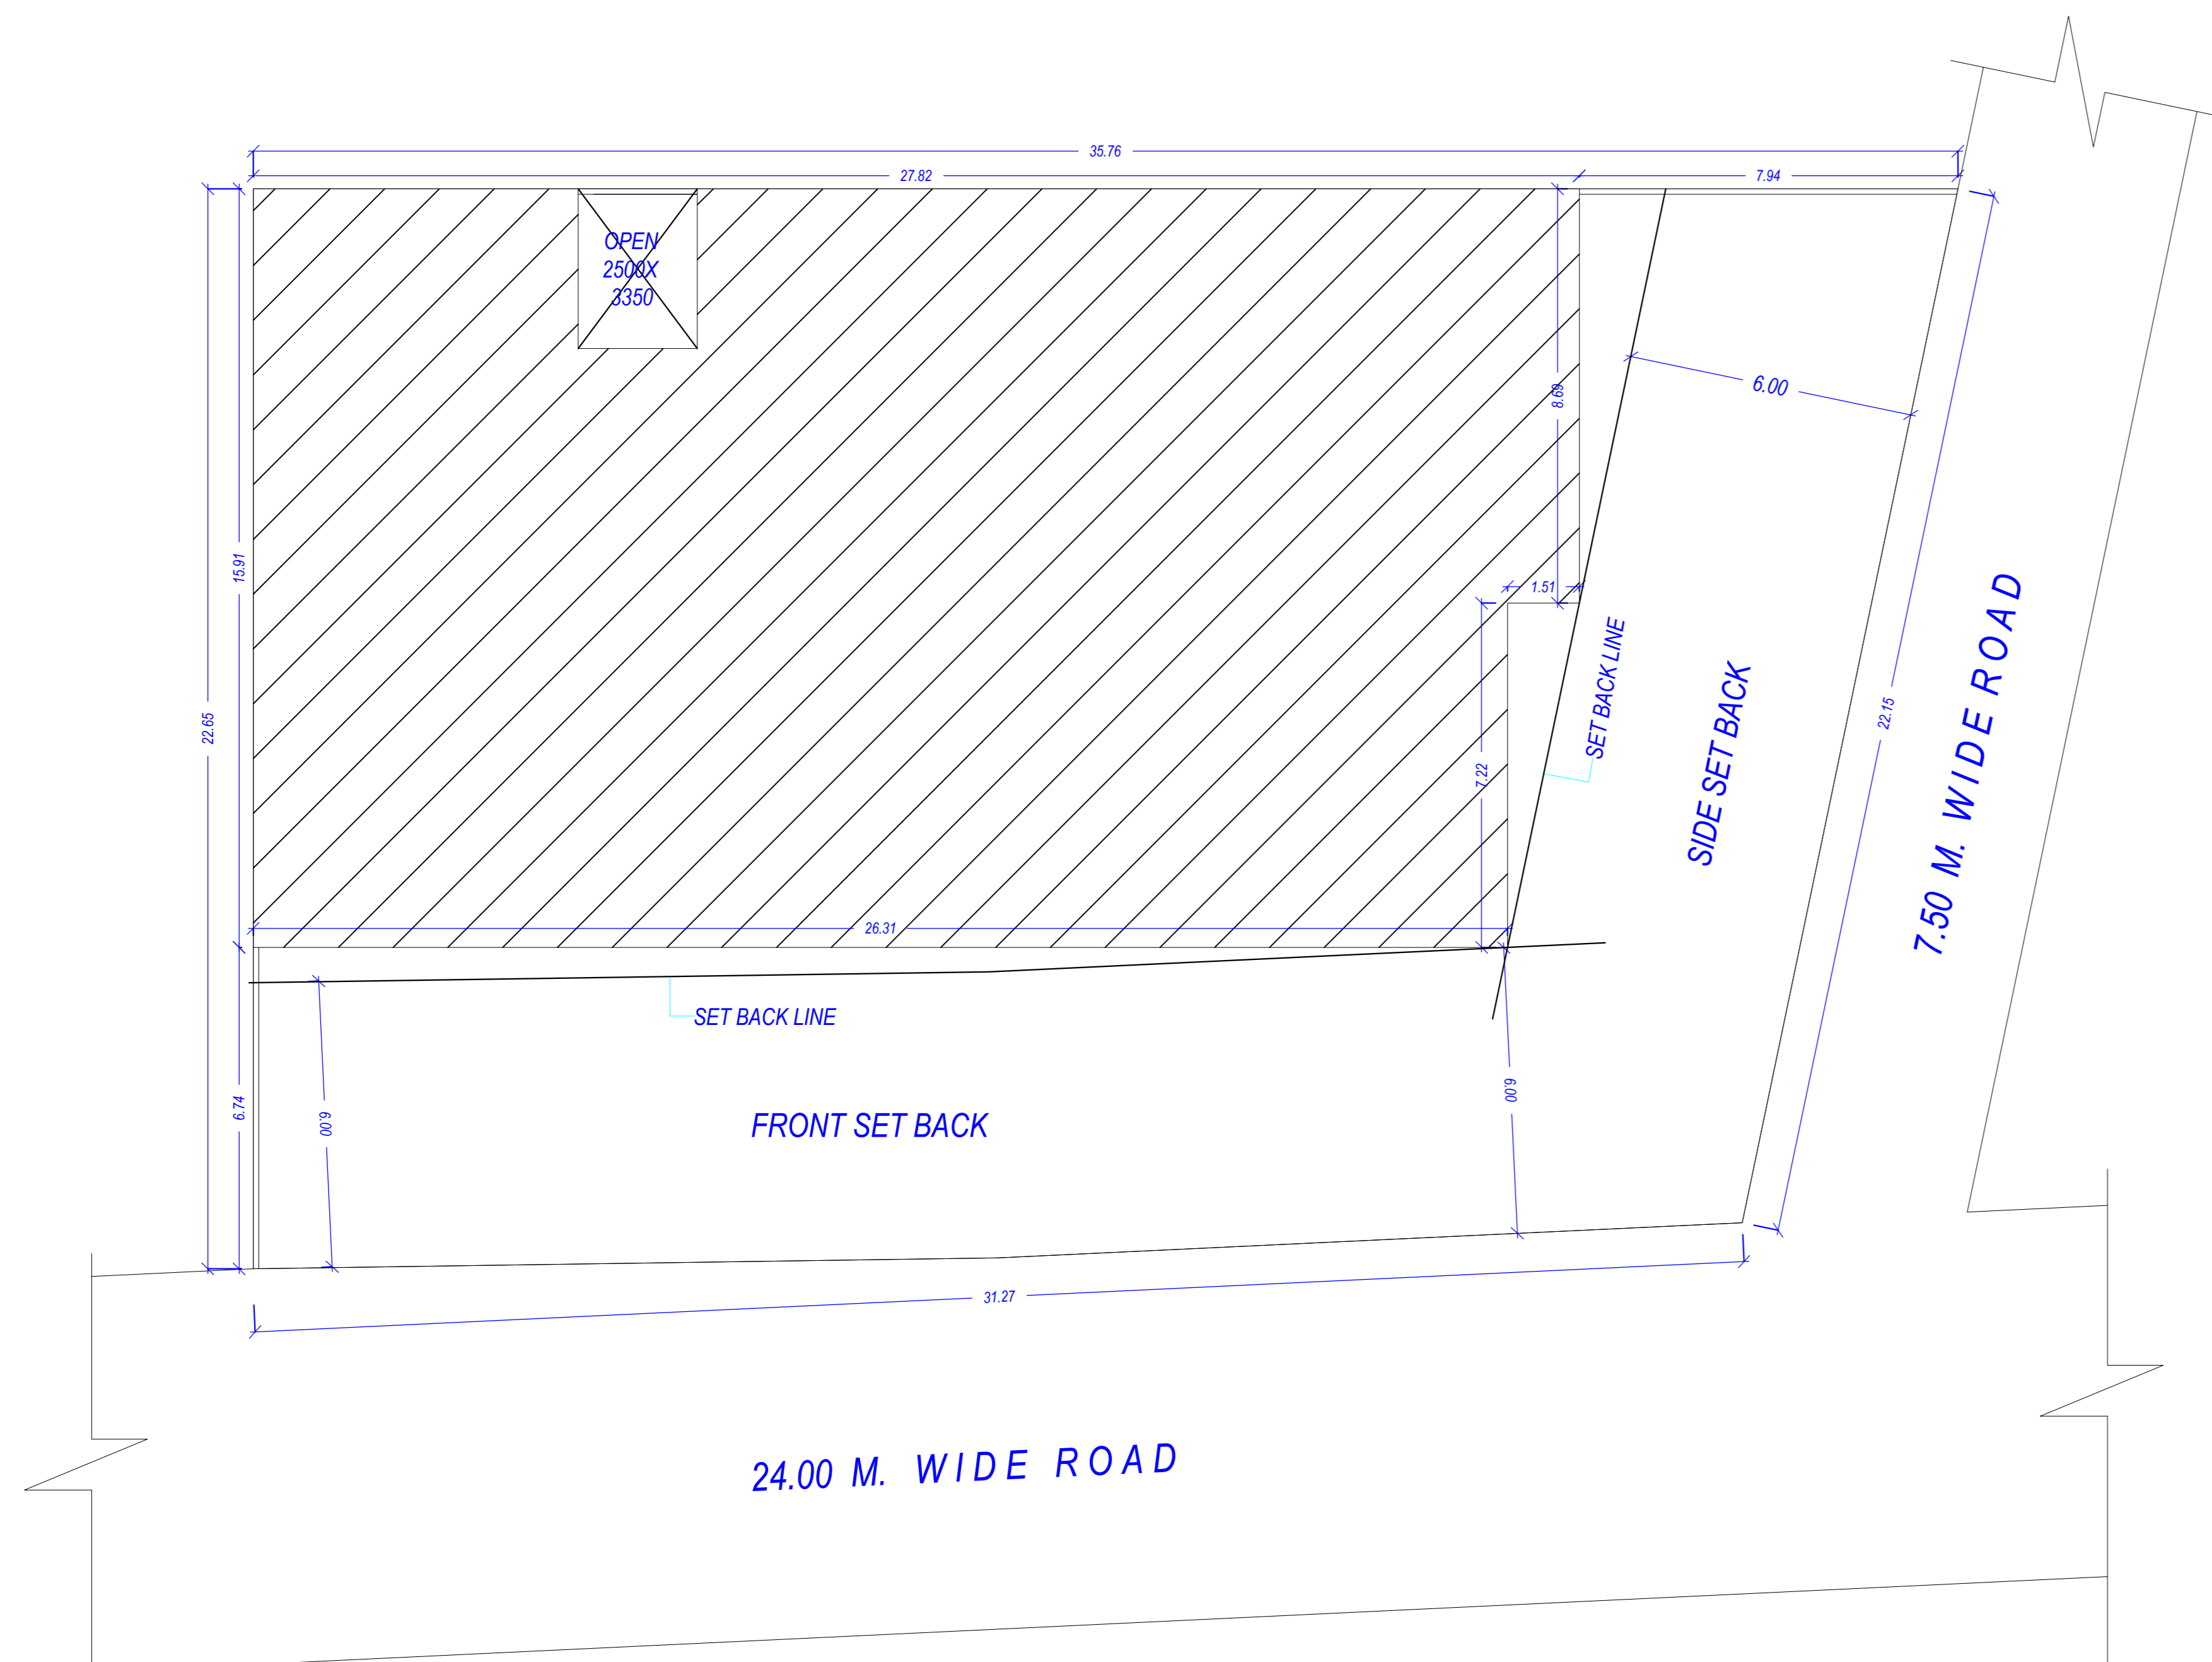 35.76
27.82
7.94
OPEN
2500X
3350
8.69
6.00
15.91
1.51
SET BACK LINE
22.65
7.22
SIDE SET BACK
22.15
7.50 M. WIDE ROAD
26.31
SET BACK LINE
6.74
6.00
FRONT SET BACK
6.00
31.27
24.00 M. WIDE ROAD